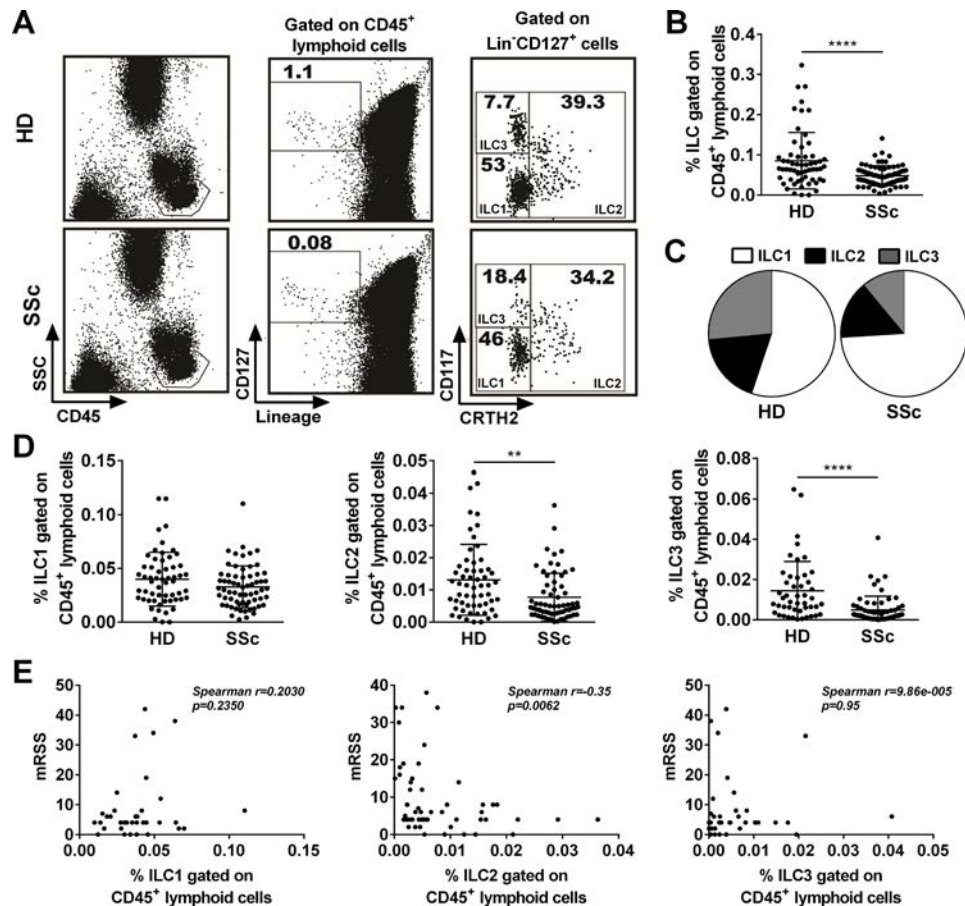 A
Gated on CD45+
lymphoid cells
Gated on
Lin-CD127+ cells
HD
1.1
7.7
39.3
ILC3
53
ILC1
ILC2
SSc
0.08
18.4
34.2
ILC3
46
ILC1
ILC2
SSC
CD45
CD127
Lineage
CD117
CRTH2
B
****
% ILC gated on
CD45+ lymphoid cells
0.4
0.3
0.2
0.1
0.0
HD
SSc
C
ILC1
ILC2
ILC3
HD
SSc
D
% ILC1 gated on
CD45+ lymphoid cells
0.15
0.10
0.05
0.00
HD
SSc
**
% ILC2 gated on
CD45+ lymphoid cells
0.05
0.04
0.03
0.02
0.01
0.00
HD
SSc
****
% ILC3 gated on
CD45+ lymphoid cells
0.08
0.06
0.04
0.02
0.00
HD
SSc
E
mRSS
50
40
30
20
10
0
Spearman r=0.2030
p=0.2350
0.00
0.05
0.10
0.15
% ILC1 gated on
CD45+ lymphoid cells
mRSS
40
30
20
10
0
Spearman r=-0.35
p=0.0062
0.00
0.01
0.02
0.03
0.04
% ILC2 gated on
CD45+ lymphoid cells
mRSS
50
40
30
20
10
0
Spearman r=9.86e-005
p=0.95
0.00
0.01
0.02
0.03
0.04
0.05
% ILC3 gated on
CD45+ lymphoid cells